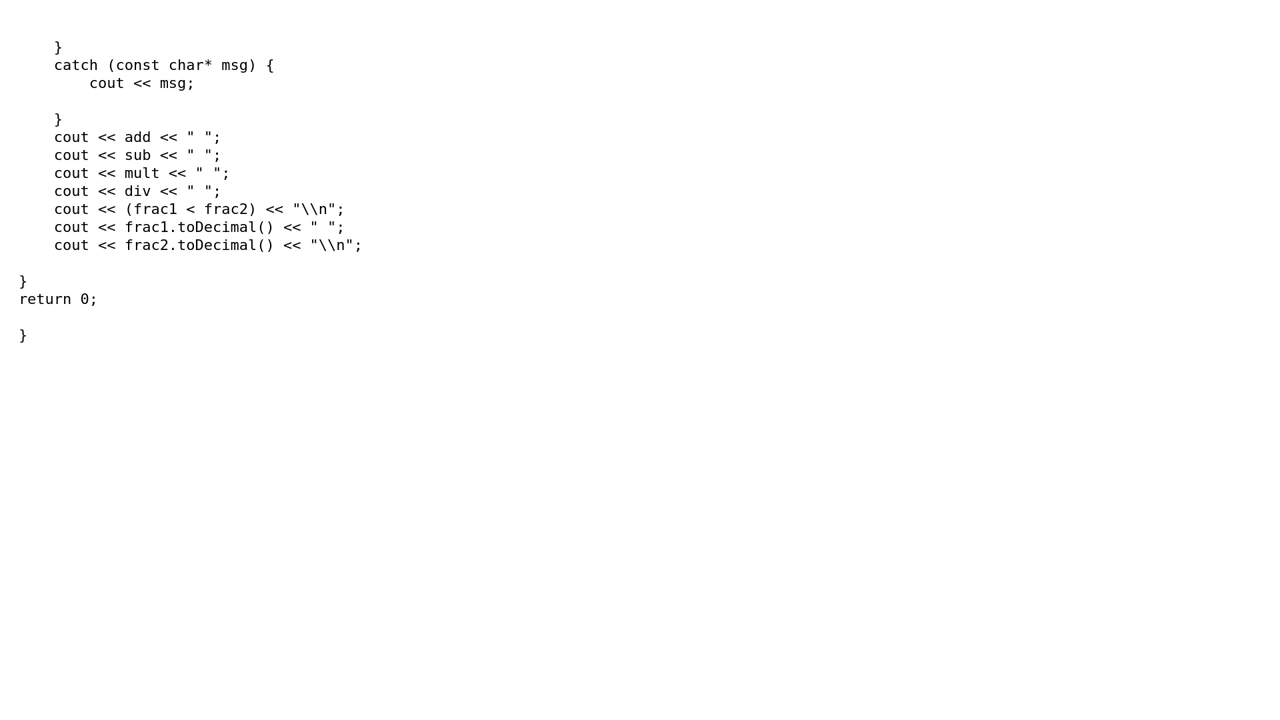 }
    catch (const char* msg) {
        cout << msg;

    }
    cout << add << " ";
    cout << sub << " ";
    cout << mult << " ";
    cout << div << " ";
    cout << (frac1 < frac2) << "\\n";
    cout << frac1.toDecimal() << " ";
    cout << frac2.toDecimal() << "\\n";

}
return 0;

}